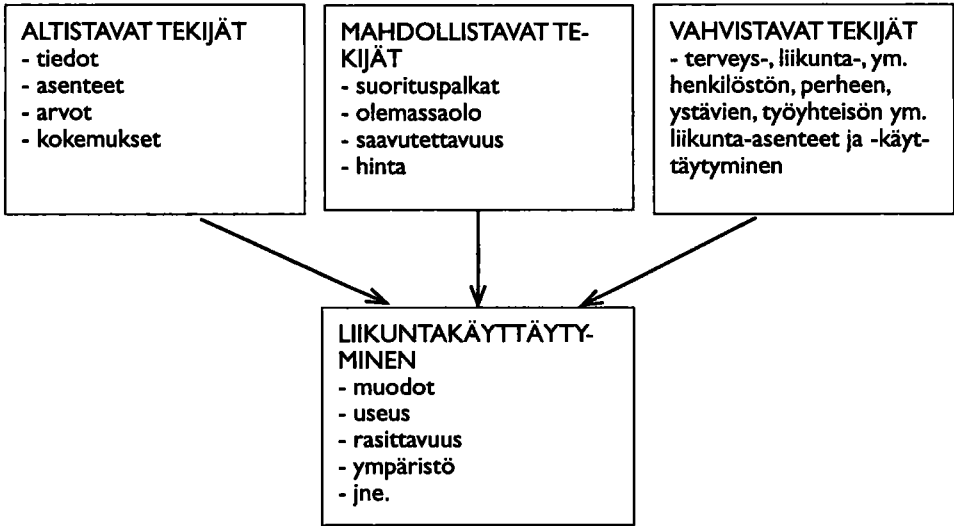 ALTISTAVAT TEKIJÄT
- tiedot
- asenteet
- arvot
- kokemukset
MAHDOLLISTAVAT TE-
KIJÄT
- suorituspalkat
- olemassaolo
- saavutettavuus
- hinta
VAHVISTAVAT TEKIJÄT
- terveys-, liikunta-, ym.
henkilöstön, perheen,
ystävien, työyhteisön ym.
liikunta-asenteet ja -käyt-
täytyminen
LIIKUNTAKÄYTTÄYTY-
MINEN
- muodot
- useus
- rasittavuus
- ympäristö
- jne.